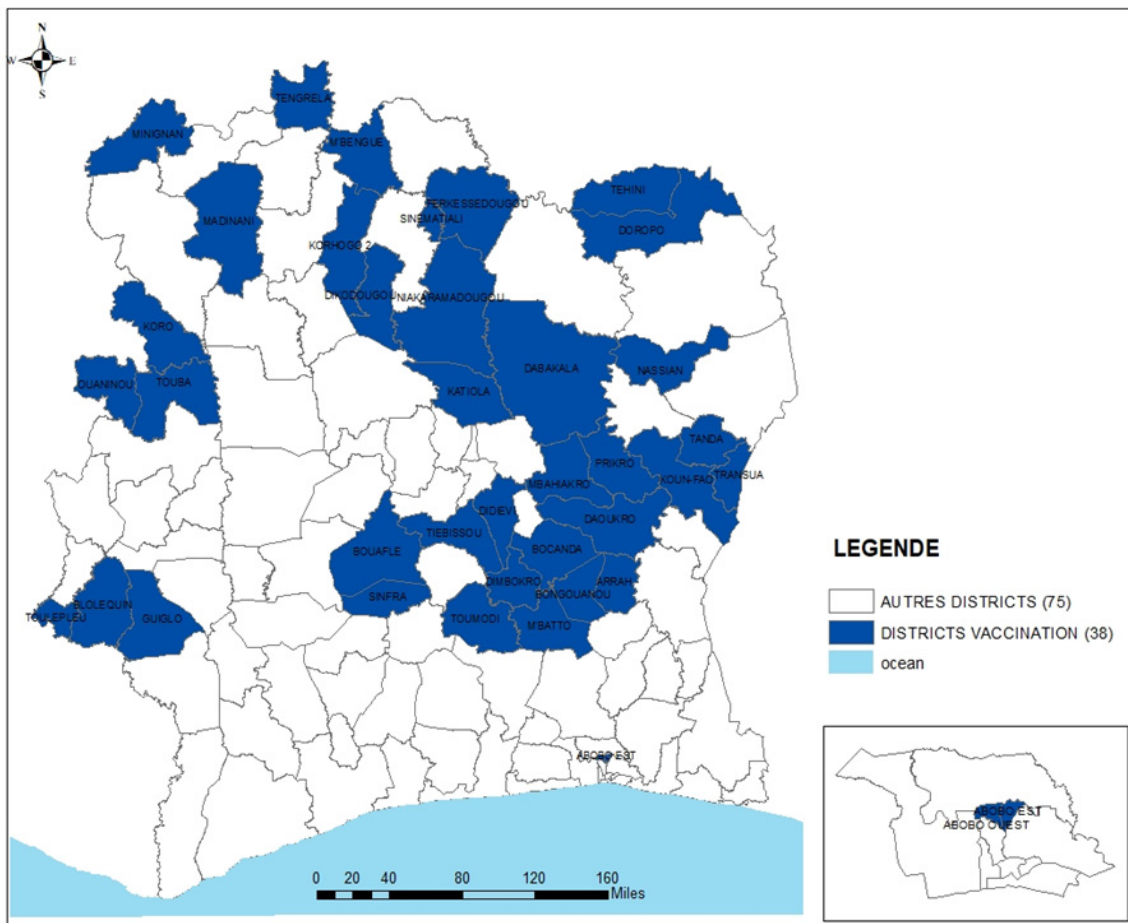 N
W E
S
TENGRELA
MINIGNAN
M'BENGUE
TEHINI
FERKESSEDOUGOU
SINEMATIALI
MADINANI
DOROPO
KORHOGO 2
DIKODOUGOU
NIAKARAMADOUGOU
KORO
DABAKALA
NASSIAN
OUANINOU
TOUBA
KATIOLA
TANDA
PRIKRO
TRANSUA
KOUN-FAO
MBAHIAKRO
DIDIEVI
DAOUKRO
TIEBISSOU
BOCANDA
BOUAFLE
DIMBOKRO
ARRAH
BONGOUANOU
SINFRA
BLOLEQUIN
TOULEPLEU
GUIGLO
TOUMODI
M'BATTO
ABOBO EST
LEGENDE
AUTRES DISTRICTS (75)
DISTRICTS VACCINATION (38)
ocean
0 20 40 80 120 160
Miles
ABOBO EST
ABOBO OUEST